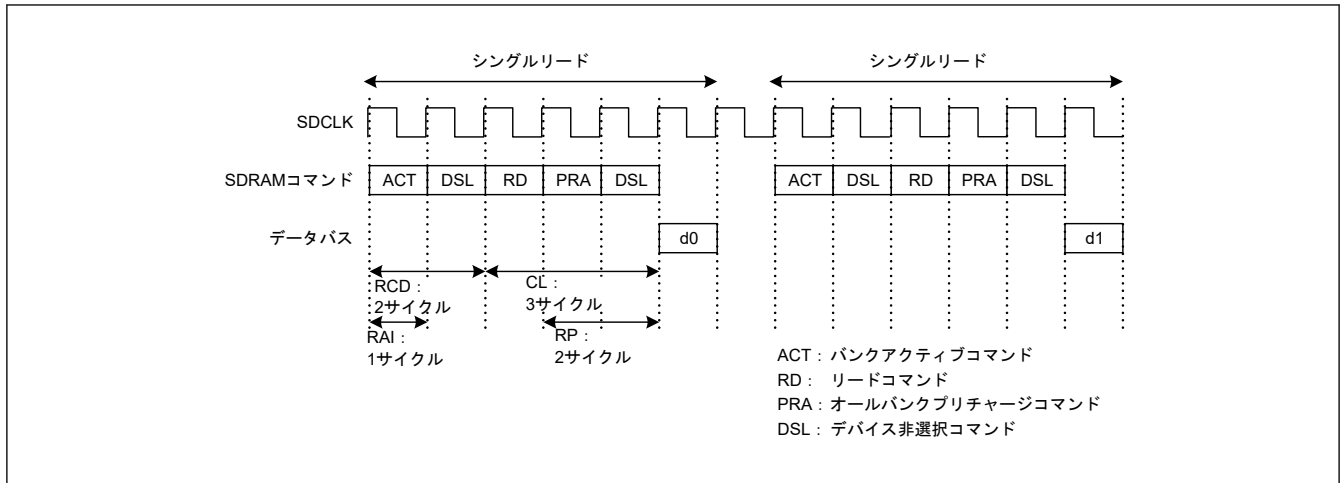 シングルリード シングルリード
SDCLK
SDRAMコマンド ACT DSL RD PRA DSL ACT DSL RD PRA DSL
データバス d0 d1
RCD： CL：
2サイクル 3サイクル
RAI： RP：
1サイクル 2サイクル
ACT： バンクアクティブコマンド
RD： リードコマンド
PRA： オールバンクプリチャージコマンド
DSL： デバイス非選択コマンド